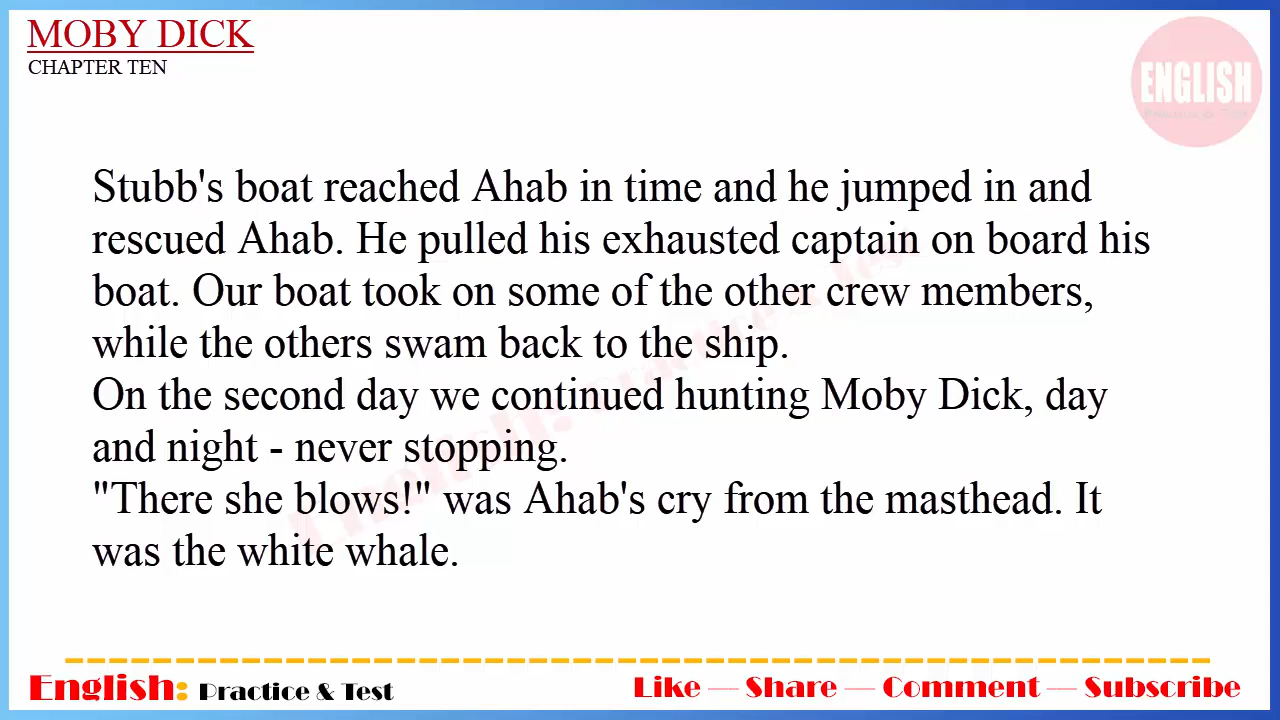 MOBY DICK
CHAPTER TEN
ENGLISH
Practice & Test
Stubb's boat reached Ahab in time and he jumped in and
rescued Ahab. He pulled his exhausted captain on board his
boat. Our boat took on some of the other crew members,
while the others swam back to the ship.
On the second day we continued hunting Moby Dick, day
and night - never stopping.
"There she blows!" was Ahab's cry from the masthead. It
was the white whale.
English: Practice & Test
Like — Share — Comment — Subscribe